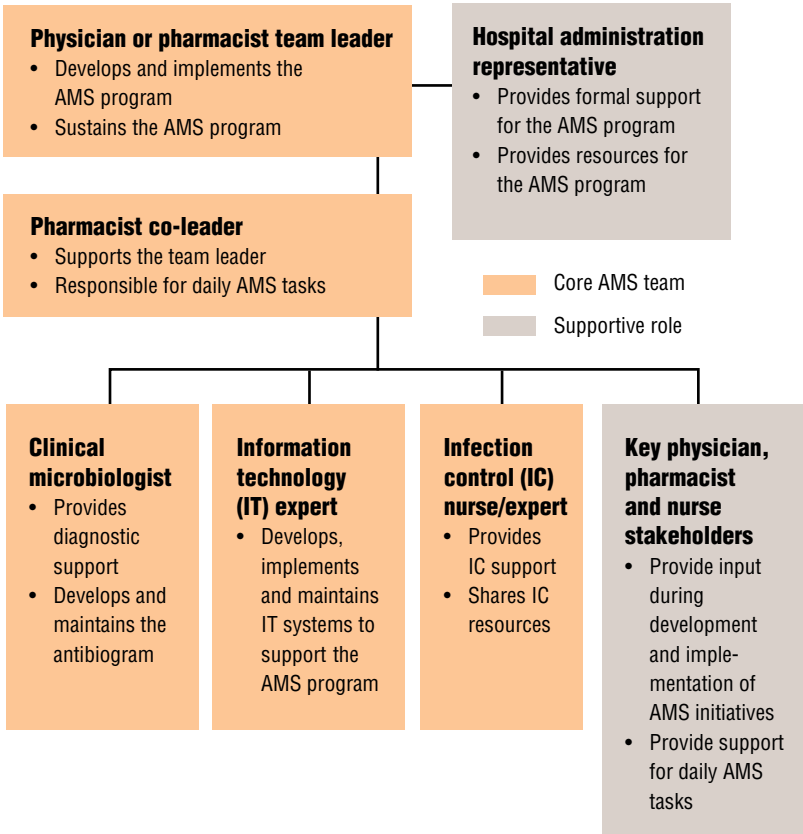 Physician or pharmacist team leader
• Develops and implements the
AMS program
• Sustains the AMS program
Hospital administration
representative
• Provides formal support
for the AMS program
• Provides resources for
the AMS program
Pharmacist co-leader
• Supports the team leader
• Responsible for daily AMS tasks
Core AMS team
Supportive role
Clinical
microbiologist
• Provides
diagnostic
support
• Develops and
maintains the
antibiogram
Information
technology
(IT) expert
• Develops,
implements
and maintains
IT systems to
support the
AMS program
Infection
control (IC)
nurse/expert
• Provides
IC support
• Shares IC
resources
Key physician,
pharmacist
and nurse
stakeholders
• Provide input
during
development
and imple-
mentation of
AMS initiatives
• Provide support
for daily AMS
tasks